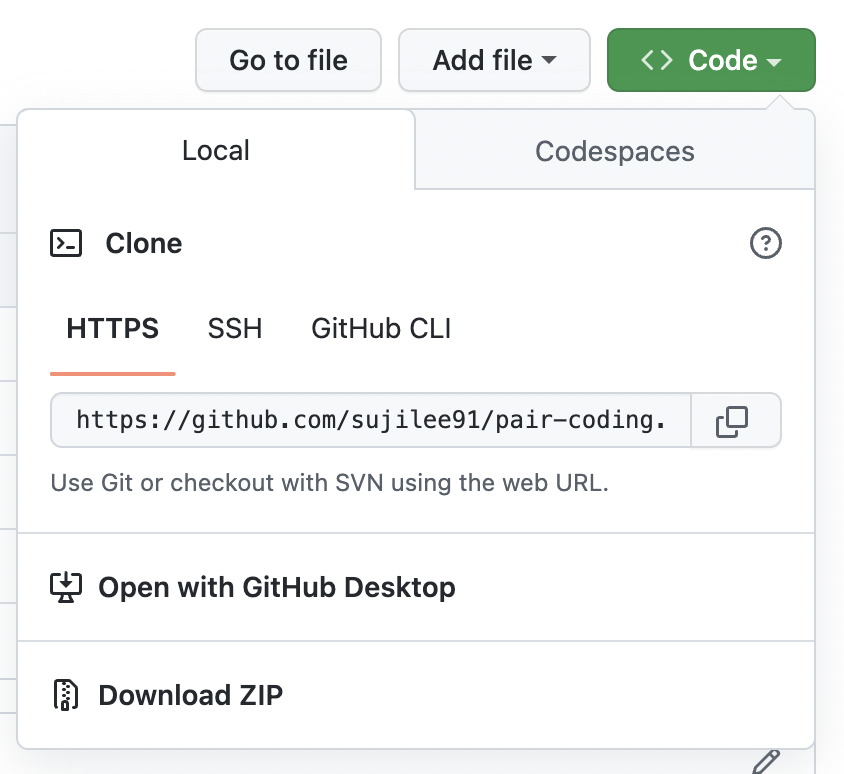 Go to file
Add file
<> Code
Local
Codespaces
Clone
HTTPS
SSH
GitHub CLI
https://github.com/sujilee91/pair-coding.
Use Git or checkout with SVN using the web URL.
Open with GitHub Desktop
Download ZIP